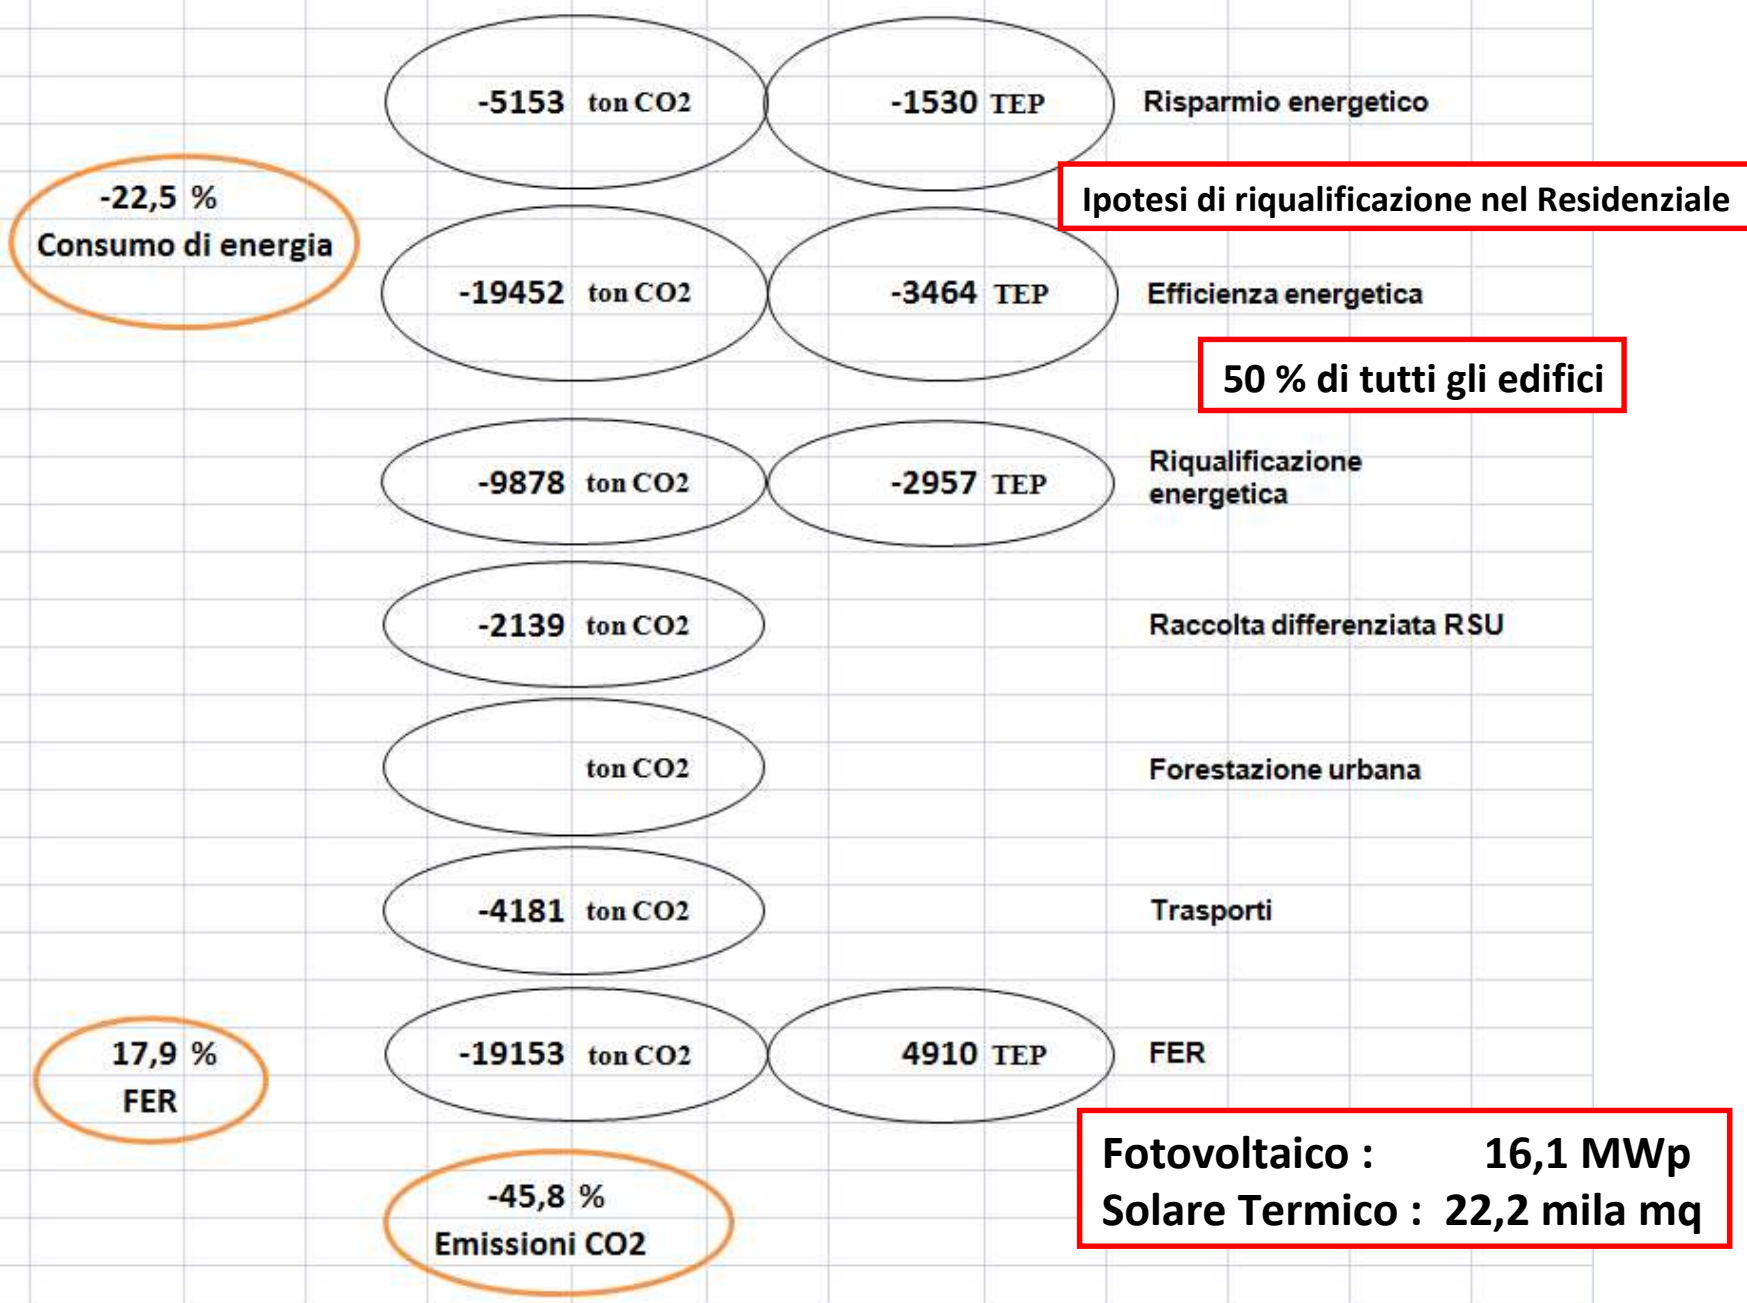 -5153 ton CO2 -1530 TEP Risparmio energetico
Ipotesi di riqualificazione nel Residenziale
-22,5 %
Consumo di energia
-19452 ton CO2 -3464 TEP Efficienza energetica
50 % di tutti gli edifici
-9878 ton CO2 -2957 TEP Riqualificazione
energetica
-2139 ton CO2 Raccolta differenziata RSU
ton CO2 Forestazione urbana
-4181 ton CO2 Trasporti
17,9 %
FER
-19153 ton CO2 4910 TEP FER
Fotovoltaico : 16,1 MWp
Solare Termico : 22,2 mila mq
-45,8 %
Emissioni CO2